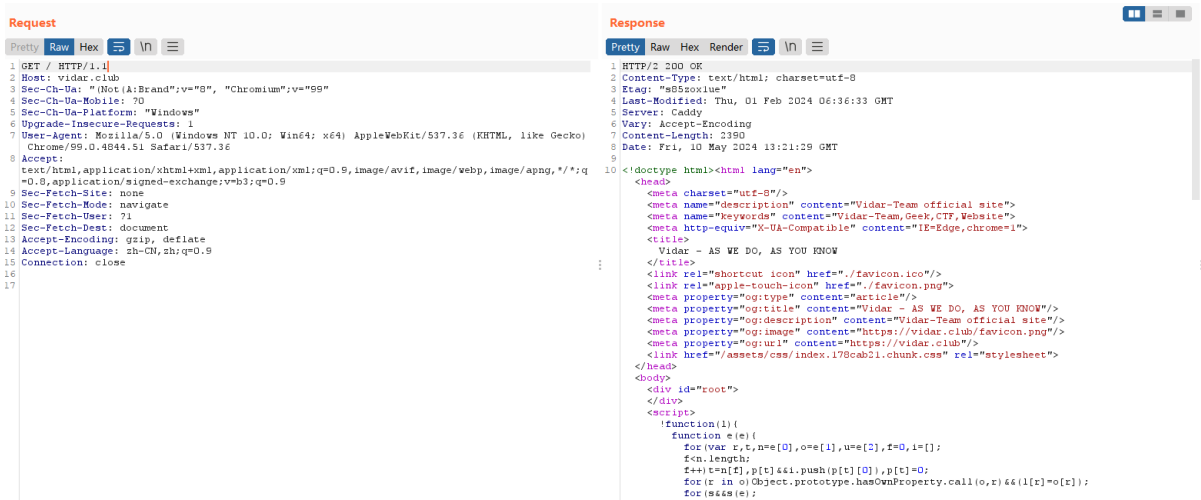 Request
Pretty Raw Hex \n
1 GET / HTTP/1.1
2 Host: vidar.club
3 Sec-Ch-Ua: "(Not(A:Brand";v="8", "Chromium";v="99"
4 Sec-Ch-Ua-Mobile: ?0
5 Sec-Ch-Ua-Platform: "Windows"
6 Upgrade-Insecure-Requests: 1
7 User-Agent: Mozilla/5.0 (Windows NT 10.0; Win64; x64) AppleWebKit/537.36 (KHTML, like Gecko)
Chrome/99.0.4844.51 Safari/537.36
8 Accept:
text/html,application/xhtml+xml,application/xml;q=0.9,image/avif,image/webp,image/apng,*/*;q
=0.8,application/signed-exchange;v=b3;q=0.9
9 Sec-Fetch-Site: none
10 Sec-Fetch-Mode: navigate
11 Sec-Fetch-User: ?1
12 Sec-Fetch-Dest: document
13 Accept-Encoding: gzip, deflate
14 Accept-Language: zh-CN,zh;q=0.9
15 Connection: close
16
17
Response
Pretty Raw Hex Render \n
1 HTTP/2 200 OK
2 Content-Type: text/html; charset=utf-8
3 Etag: "s85zox1ue"
4 Last-Modified: Thu, 01 Feb 2024 06:36:33 GMT
5 Server: Caddy
6 Vary: Accept-Encoding
7 Content-Length: 2390
8 Date: Fri, 10 May 2024 13:21:29 GMT
9
10 <!doctype html><html lang="en">
<head>
<meta charset="utf-8"/>
<meta name="description" content="Vidar-Team official site">
<meta name="keywords" content="Vidar-Team,Geek,CTF,Website">
<meta http-equiv="X-UA-Compatible" content="IE=Edge,chrome=1">
<title>
Vidar - AS WE DO, AS YOU KNOW
</title>
<link rel="shortcut icon" href="./favicon.ico"/>
<link rel="apple-touch-icon" href="./favicon.png">
<meta property="og:type" content="article"/>
<meta property="og:title" content="Vidar - AS WE DO, AS YOU KNOW"/>
<meta property="og:description" content="Vidar-Team official site"/>
<meta property="og:image" content="https://vidar.club/favicon.png"/>
<meta property="og:url" content="https://vidar.club"/>
<link href="/assets/css/index.178cab21.chunk.css" rel="stylesheet">
</head>
<body>
<div id="root">
</div>
<script>
!function(l){
function e(e){
for(var r,t,n=e[0],o=e[1],u=e[2],f=0,i=[];
f<n.length;
f++)t=n[f],p[t]&&i.push(p[t][0]),p[t]=0;
for(r in o)Object.prototype.hasOwnProperty.call(o,r)&&(l[r]=o[r]);
for(s&&s(e);